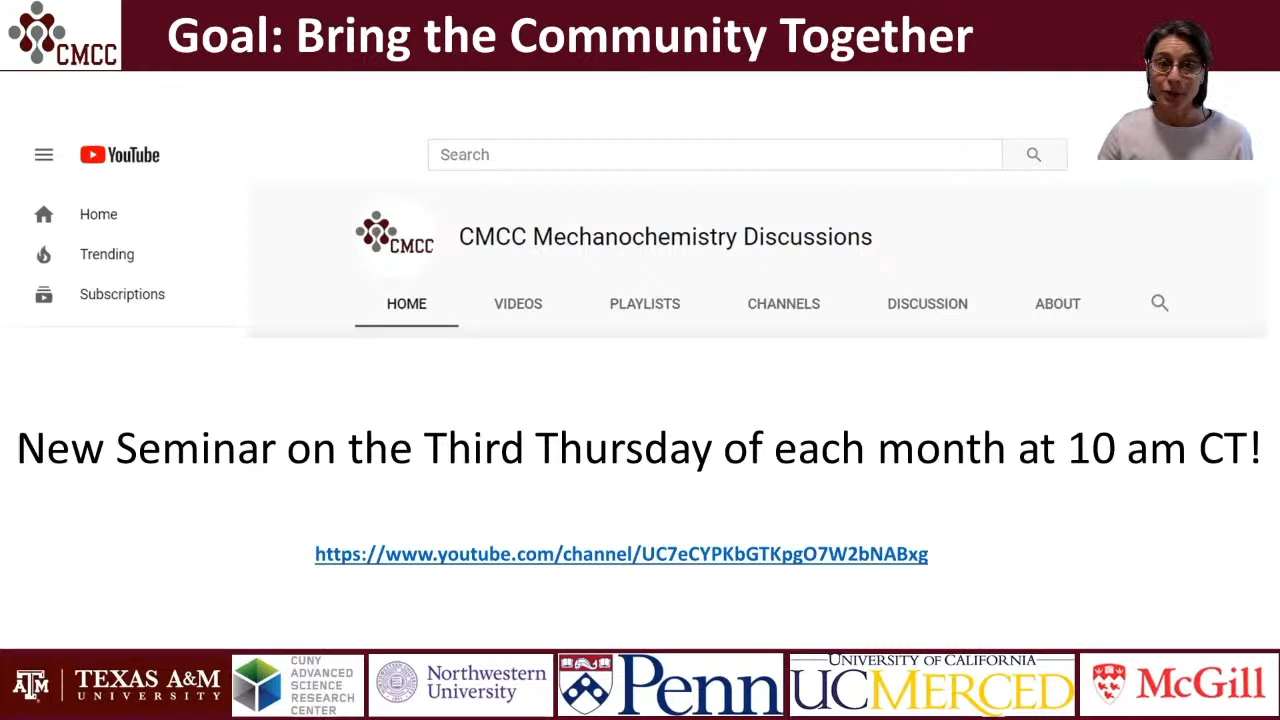 CMCC
Goal: Bring the Community Together
YouTube
Search
Home
Trending
Subscriptions
CMCC
CMCC Mechanochemistry Discussions
HOME
VIDEOS
PLAYLISTS
CHANNELS
DISCUSSION
ABOUT
New Seminar on the Third Thursday of each month at 10 am CT!
https://www.youtube.com/channel/UC7eCYPKbGTKpgO7W2bNABxg
ATM
TEXAS A&M
UNIVERSITY
CUNY
ADVANCED
SCIENCE
RESEARCH
CENTER
Northwestern
University
Penn
UNIVERSITY OF CALIFORNIA
UCMERCED
McGill